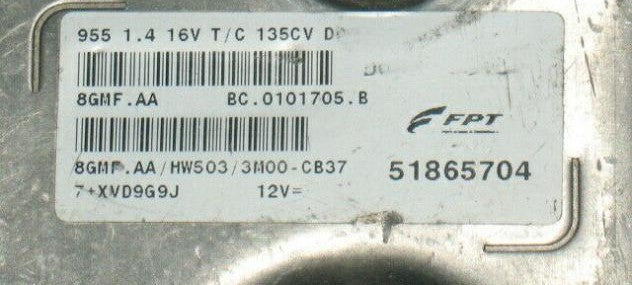 955 1.4 16V T/C 135CV
8GMF.AA BC.0101705.B
FPT
8GMF.AA/HW503/3M00-CB37
51865704
7+XVD9G9J 12V=